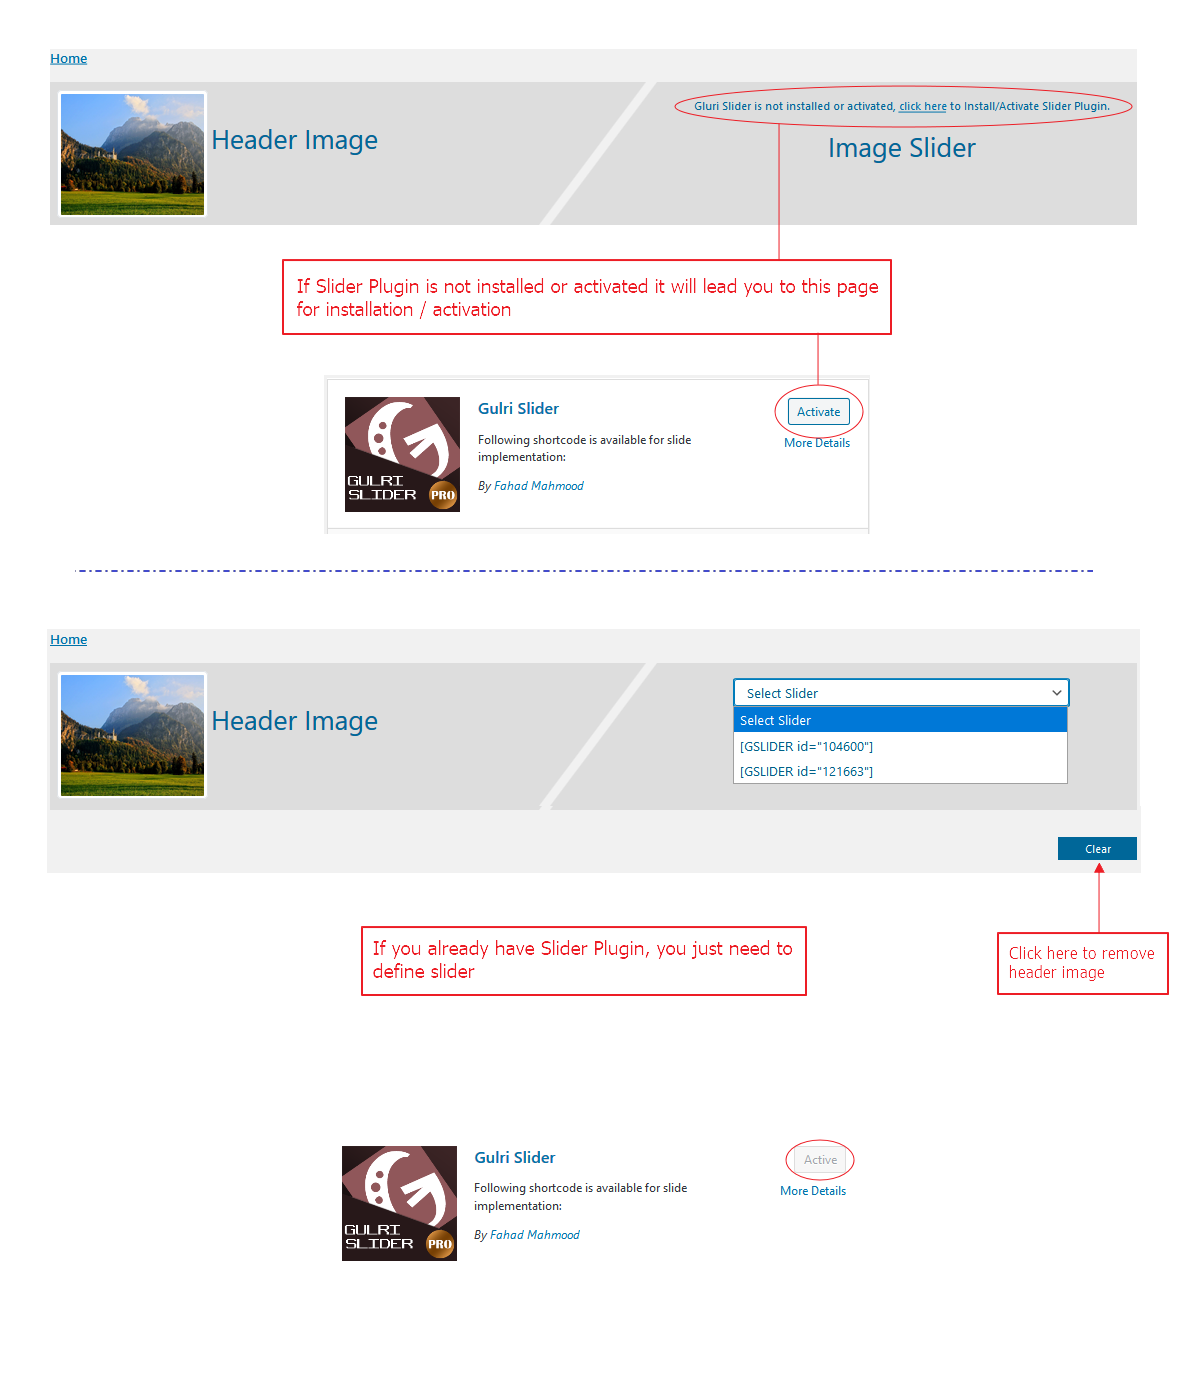 Home
Header Image
Gluri Slider is not installed or activated, click here to Install/Activate Slider Plugin.
Image Slider
If Slider Plugin is not installed or activated it will lead you to this page
for installation / activation
GULRI
SLIDER
PRO
Gulri Slider
Following shortcode is available for slide
implementation:
By Fahad Mahmood
Activate
More Details
Home
Header Image
Select Slider
Select Slider
[GSLIDER id="104600"]
[GSLIDER id="121663"]
Clear
If you already have Slider Plugin, you just need to
define slider
Click here to remove
header image
GULRI
SLIDER
PRO
Gulri Slider
Following shortcode is available for slide
implementation:
By Fahad Mahmood
Active
More Details